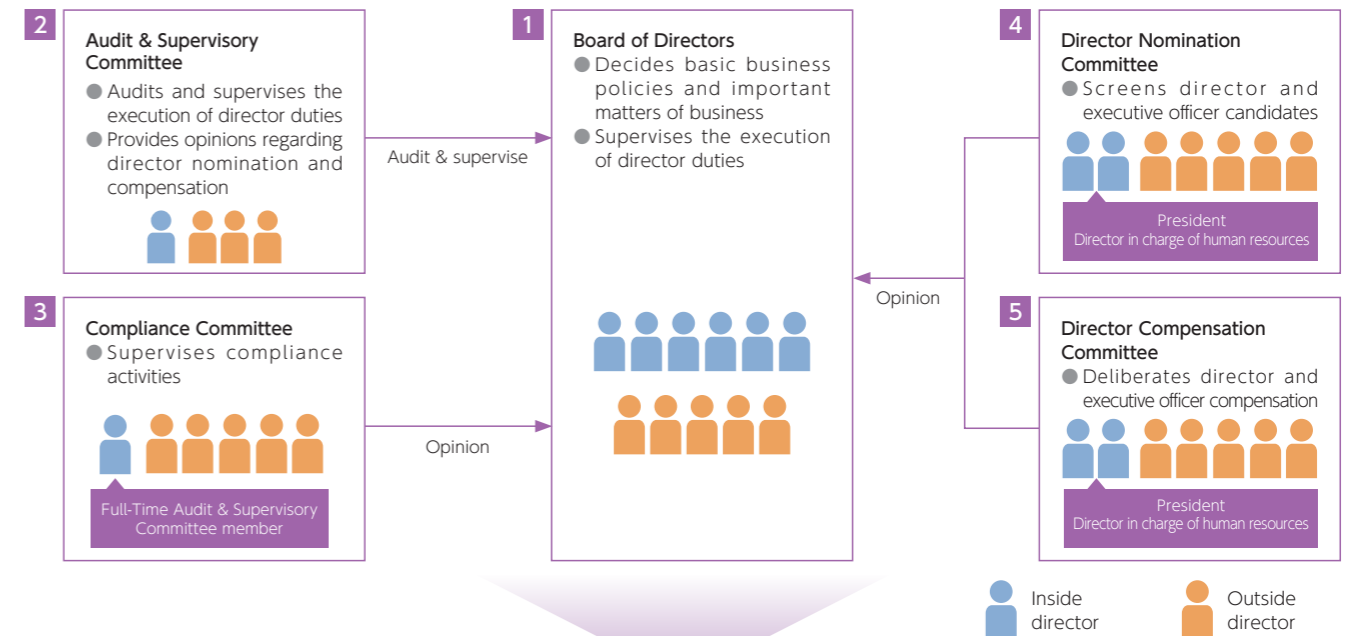 2
Audit & Supervisory
Committee
● Audits and supervises the
execution of director duties
● Provides opinions regarding
director nomination and
compensation
Audit & supervise
3
Compliance Committee
● Supervises compliance
activities
Full-Time Audit & Supervisory
Committee member
Opinion
1
Board of Directors
● Decides basic business
policies and important
matters of business
● Supervises the execution
of director duties
Opinion
4
Director Nomination
Committee
● Screens director and
executive officer candidates
President
Director in charge of human resources
5
Director Compensation
Committee
● Deliberates director and
executive officer compensation
President
Director in charge of human resources
Inside
director
Outside
director